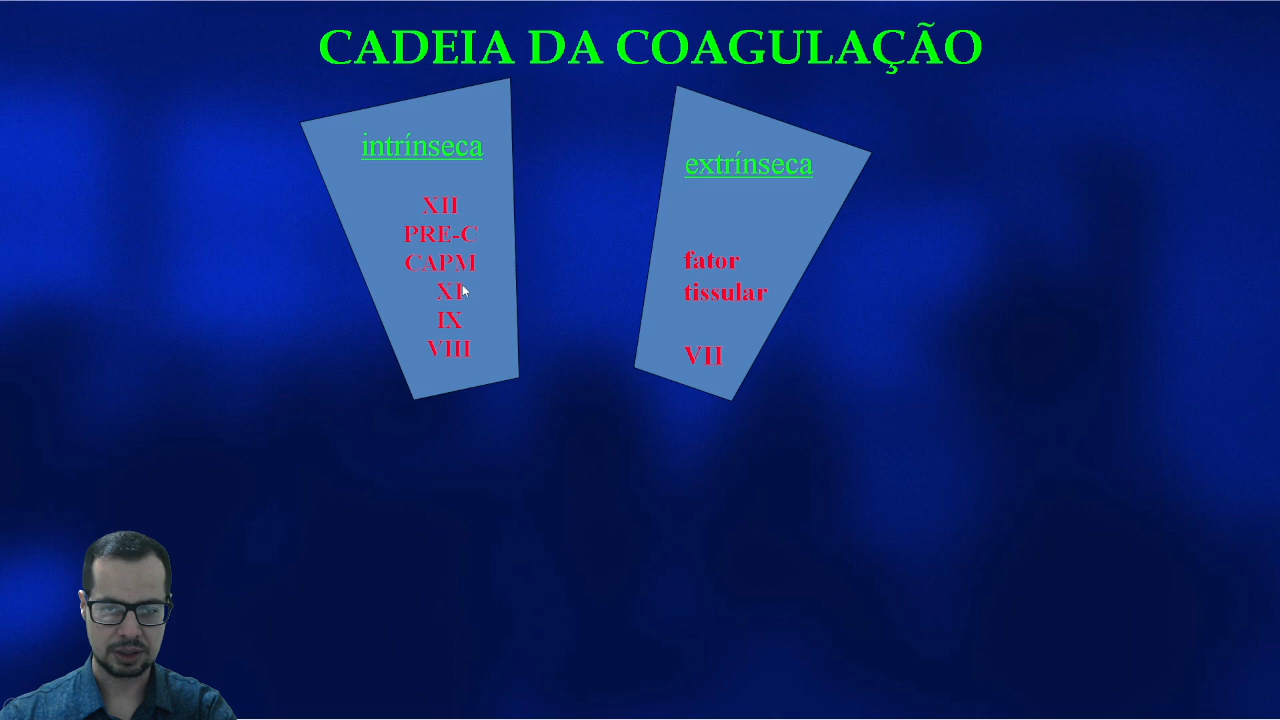 CADEIA DA COAGULAÇÃO
intrínseca
XII
PRE-C
CAPM
XI
IX
VIII
extrínseca
fator
tissular
VII